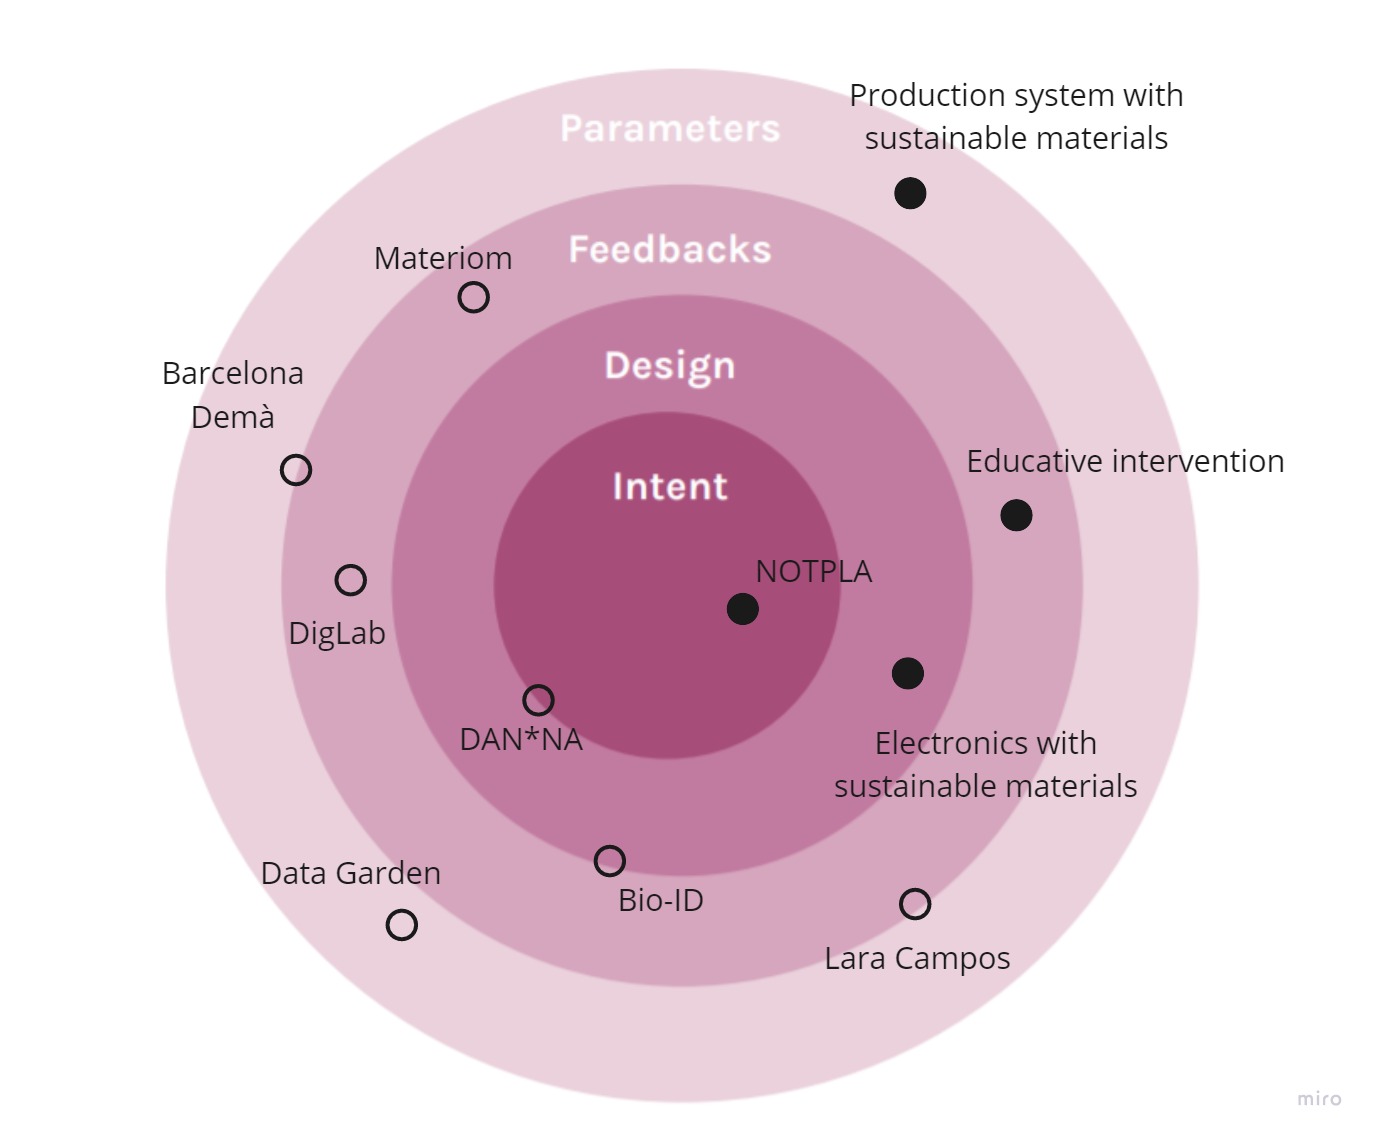 Production system with
sustainable materials
Parameters
Feedbacks
Materiom
Design
Barcelona
Demà
Educative intervention
Intent
NOTPLA
DigLab
DAN*NA
Electronics with
sustainable materials
Data Garden
Bio-ID
Lara Campos
miro